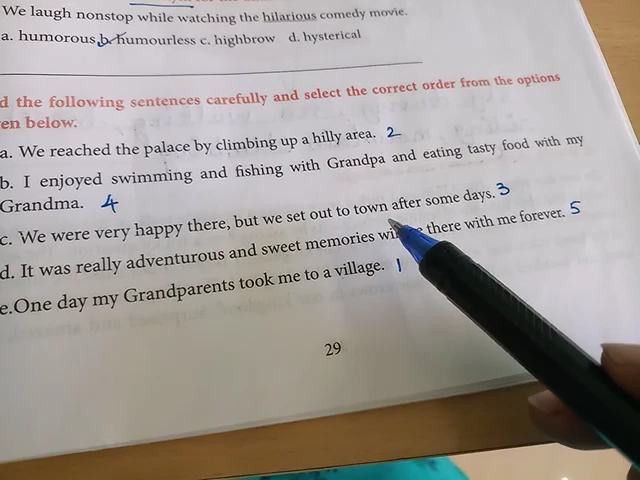 We laugh nonstop while watching the hilarious comedy movie.
a. humorous b. humourless c. highbrow d. hysterical
d the following sentences carefully and select the correct order from the options
en below.
a. We reached the palace by climbing up a hilly area. 2
b. I enjoyed swimming and fishing with Grandpa and eating tasty food with my
Grandma. 4
c. We were very happy there, but we set out to town after some days. 3
d. It was really adventurous and sweet memories there with me forever. 5
e.One day my Grandparents took me to a village. 1
29